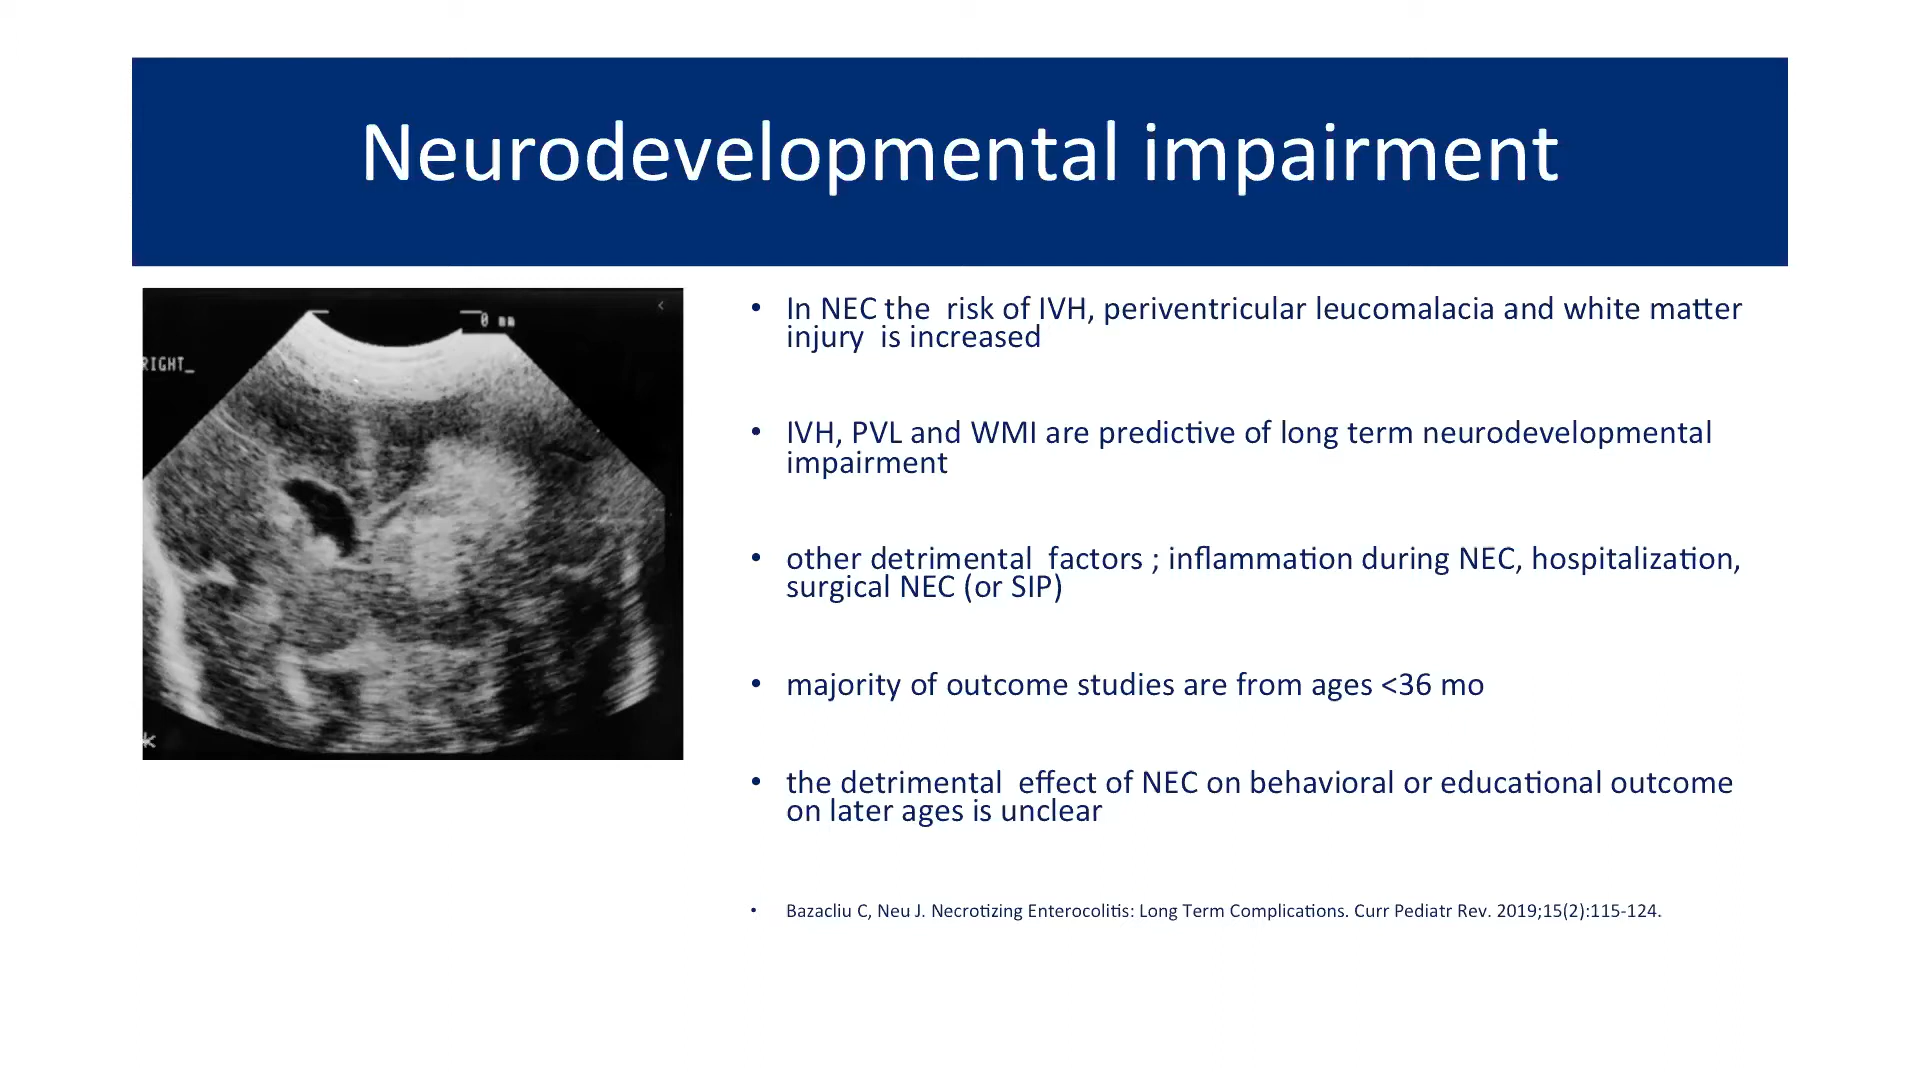 Neurodevelopmental impairment
0 mm
RIGHT_
• In NEC the  risk of IVH, periventricular leucomalacia and white matter
injury  is increased
• IVH, PVL and WMI are predictive of long term neurodevelopmental
impairment
• other detrimental  factors ; inflammation during NEC, hospitalization,
surgical NEC (or SIP)
• majority of outcome studies are from ages <36 mo
• the detrimental  effect of NEC on behavioral or educational outcome
on later ages is unclear
• Bazacliu C, Neu J. Necrotizing Enterocolitis: Long Term Complications. Curr Pediatr Rev. 2019;15(2):115-124.